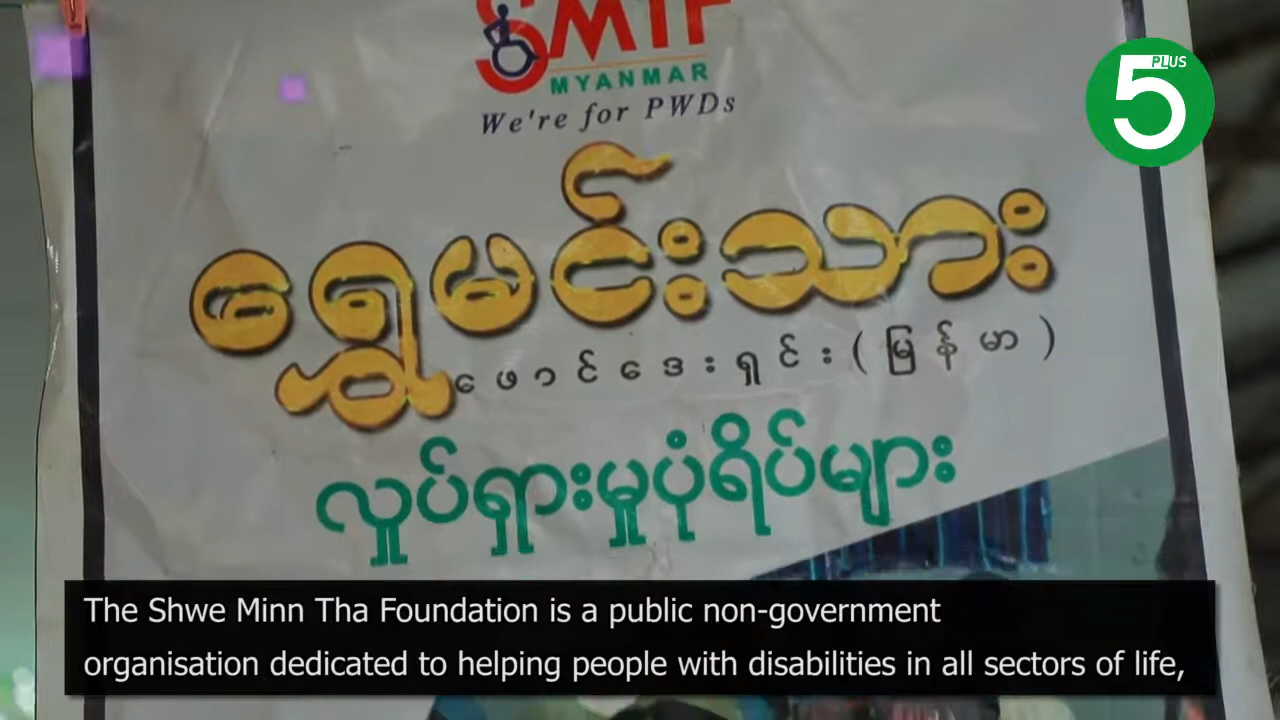 SMTF
MYANMAR
We're for PWDs
5 PLUS
ရွှေမင်းသား
ဖောင်ဒေးရှင်း (မြန်မာ)
လှုပ်ရှားမှုပုံရိပ်များ
The Shwe Minn Tha Foundation is a public non-government
organisation dedicated to helping people with disabilities in all sectors of life,